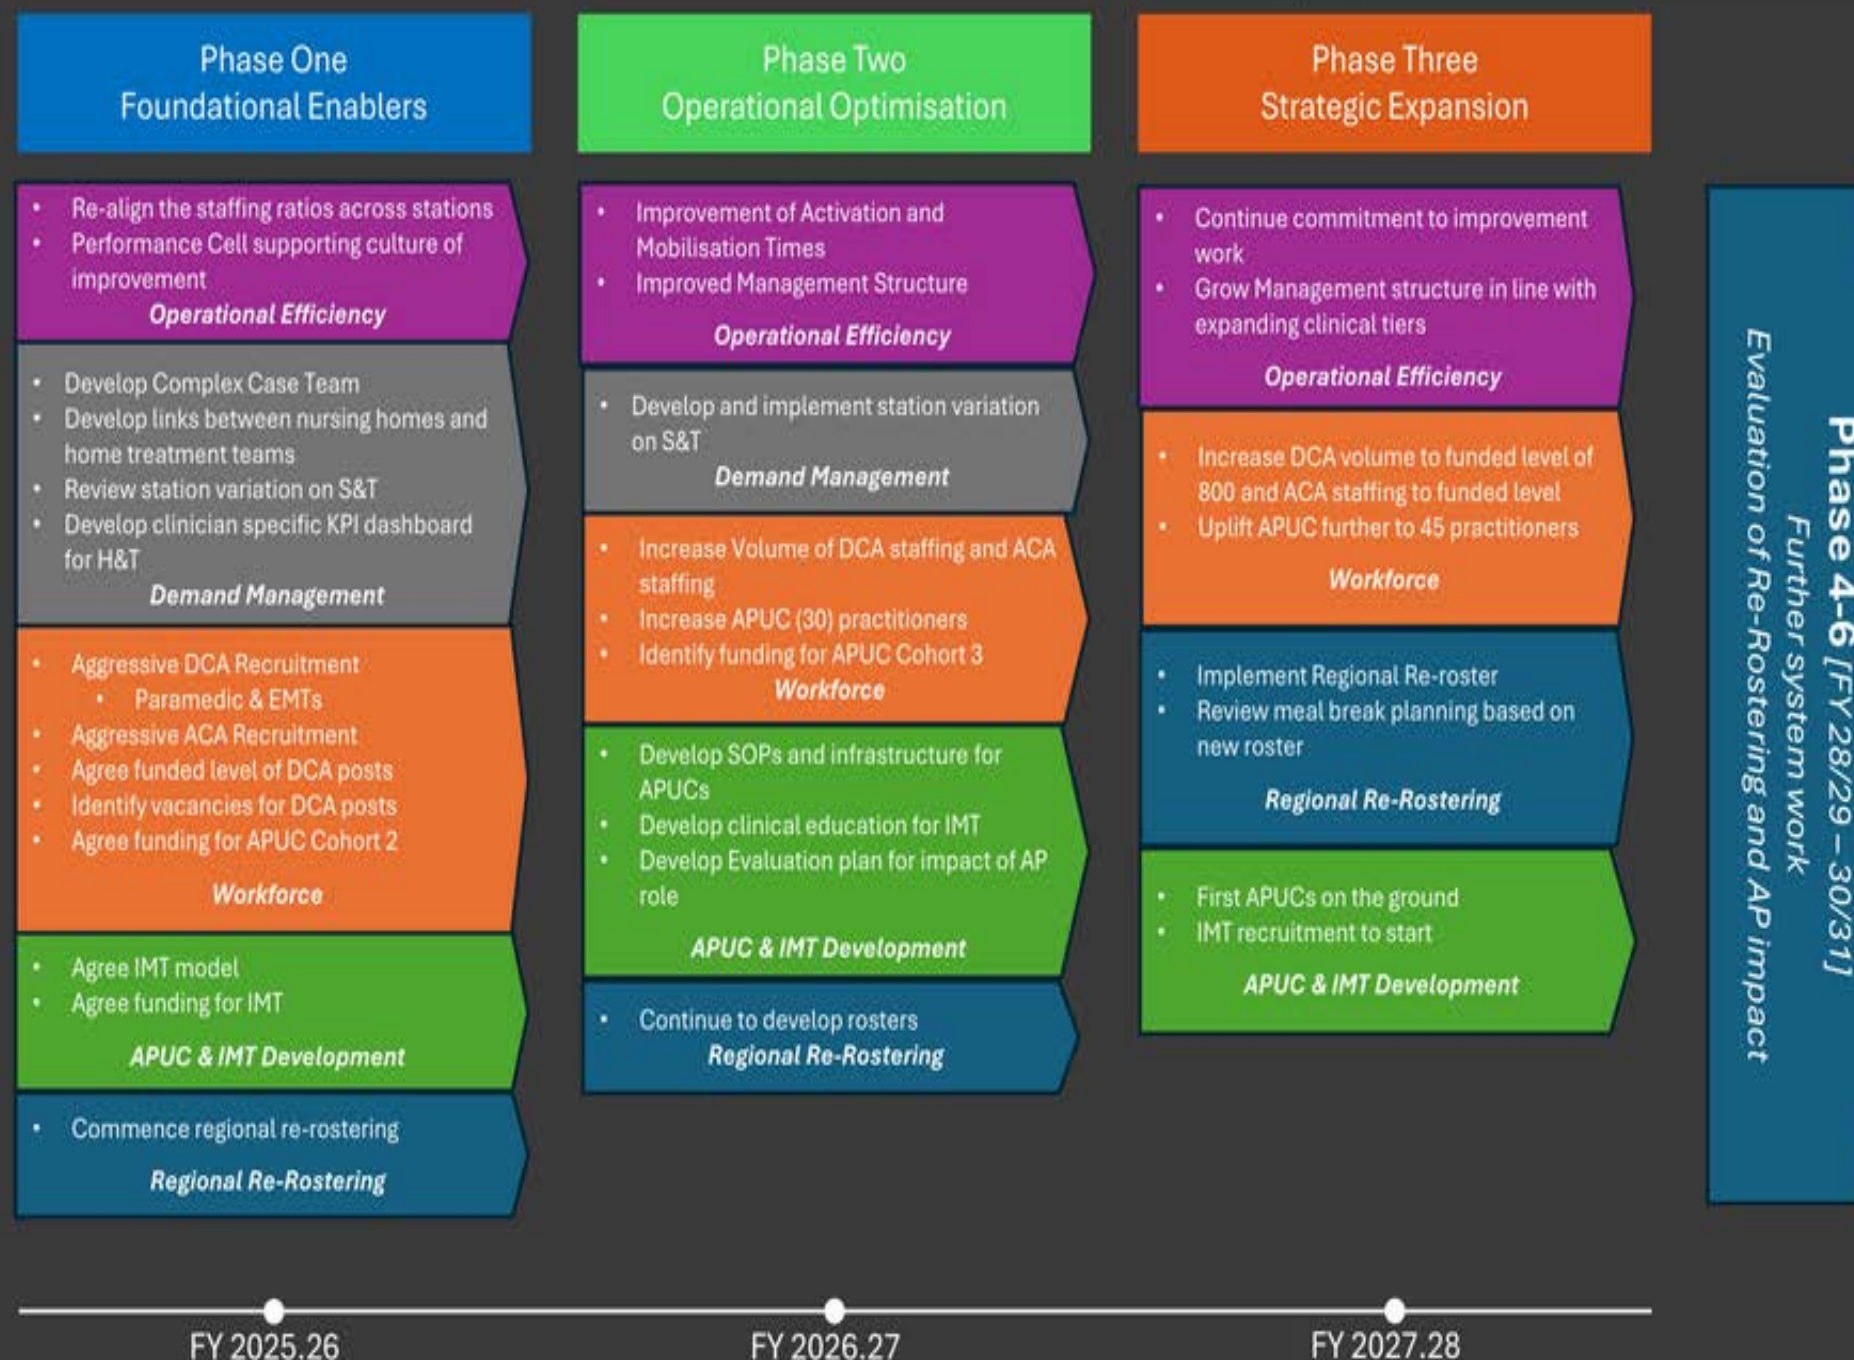 Phase One
Foundational Enablers
• Re-align the staffing ratios across stations
• Performance Cell supporting culture of
improvement
Operational Efficiency
• Develop Complex Case Team
• Develop links between nursing homes and
home treatment teams
• Review station variation on S&T
• Develop clinician specific KPI dashboard
for H&T
Demand Management
• Aggressive DCA Recruitment
• Paramedic & EMTs
• Aggressive ACA Recruitment
• Agree funded level of DCA posts
• Identify vacancies for DCA posts
• Agree funding for APUC Cohort 2
Workforce
• Agree IMT model
• Agree funding for IMT
APUC & IMT Development
• Commence regional re-rostering
Regional Re-Rostering
Phase Two
Operational Optimisation
• Improvement of Activation and
Mobilisation Times
• Improved Management Structure
Operational Efficiency
• Develop and implement station variation
on S&T
Demand Management
• Increase Volume of DCA staffing and ACA
staffing
• Increase APUC (30) practitioners
• Identify funding for APUC Cohort 3
Workforce
• Develop SOPs and infrastructure for
APUCs
• Develop clinical education for IMT
• Develop Evaluation plan for impact of AP
role
APUC & IMT Development
• Continue to develop rosters
Regional Re-Rostering
Phase Three
Strategic Expansion
• Continue commitment to improvement
work
• Grow Management structure in line with
expanding clinical tiers
Operational Efficiency
• Increase DCA volume to funded level of
800 and ACA staffing to funded level
• Uplift APUC further to 45 practitioners
Workforce
• Implement Regional Re-roster
• Review meal break planning based on
new roster
Regional Re-Rostering
• First APUCs on the ground
• IMT recruitment to start
APUC & IMT Development
Phase 4-6 [FY 28/29 – 30/31]
Further system work
Evaluation of Re-Rostering and AP impact
FY 2025.26
FY 2026.27
FY 2027.28